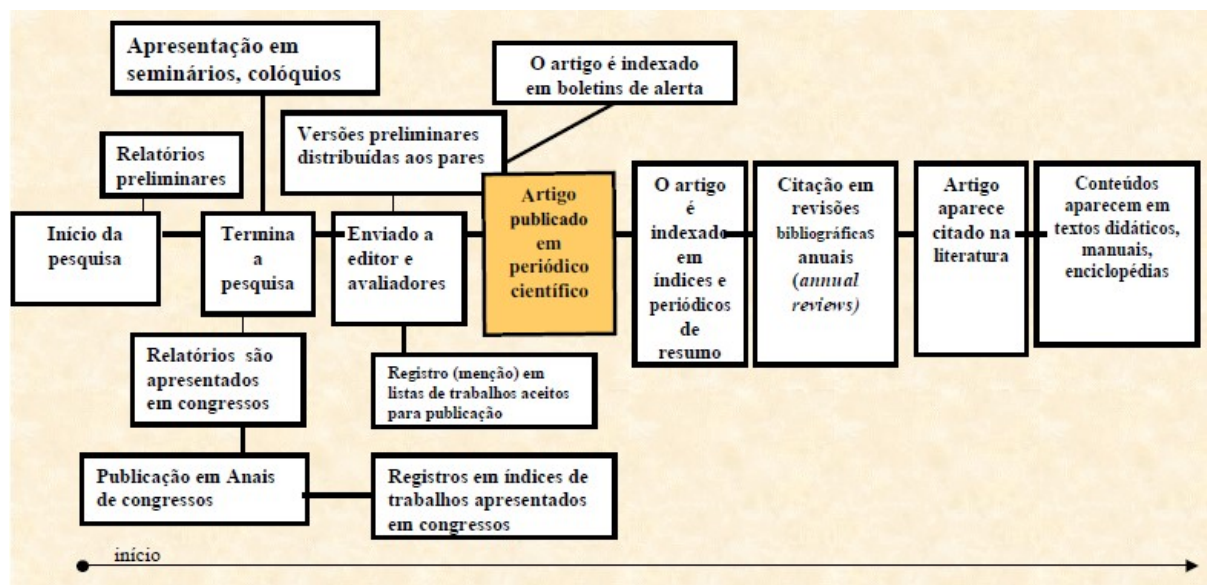 Apresentação em
seminários, colóquios
O artigo é indexado
em boletins de alerta
Versões preliminares
distribuídas aos pares
Relatórios
preliminares
Início da
pesquisa
Termina
a
pesquisa
Enviado a
editor e
avaliadores
Artigo
publicado
em
periódico
científico
O artigo
é
indexado
em
índices e
periódicos
de
resumo
Citação em
revisões
bibliográficas
anuais
(annual
reviews)
Artigo
aparece
citado na
literatura
Conteúdos
aparecem em
textos didáticos,
manuais,
enciclopédias
Relatórios são
apresentados
em congressos
Registro (menção) em
listas de trabalhos aceitos
para publicação
Publicação em Anais
de congressos
Registros em índices de
trabalhos apresentados
em congressos
início